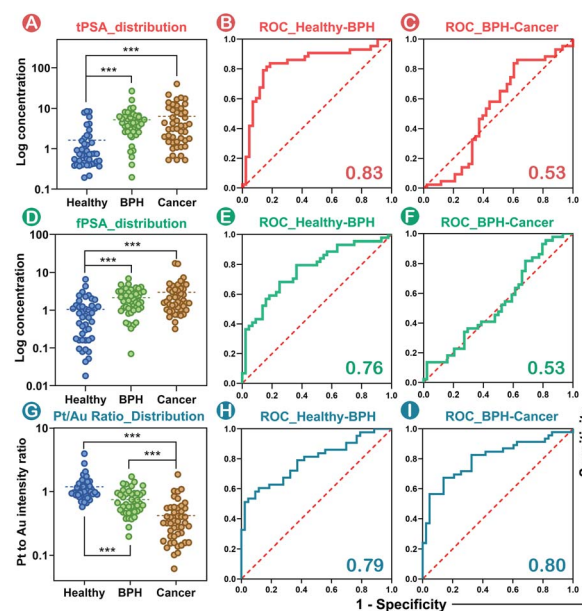 A tPSA_distribution
Log concentration
100
10
1
0.1
***
***
Healthy BPH Cancer
B ROC_Healthy-BPH
1.0
0.8
0.6
0.4
0.2
0.0
0.0 0.2 0.4 0.6 0.8 1.0
0.83
C ROC_BPH-Cancer
1.0
0.8
0.6
0.4
0.2
0.0
0.0 0.2 0.4 0.6 0.8 1.0
0.53
D fPSA_distribution
Log concentration
100
10
1
0.1
0.01
***
***
Healthy BPH Cancer
E ROC_Healthy-BPH
1.0
0.8
0.6
0.4
0.2
0.0
0.0 0.2 0.4 0.6 0.8 1.0
0.76
F ROC_BPH-Cancer
1.0
0.8
0.6
0.4
0.2
0.0
0.0 0.2 0.4 0.6 0.8 1.0
0.53
G Pt/Au Ratio_Distribution
Pt to Au intensity ratio
10
1
0.1
***
***
***
Healthy BPH Cancer
H ROC_Healthy-BPH
1.0
0.8
0.6
0.4
0.2
0.0
0.0 0.2 0.4 0.6 0.8 1.0
0.79
I ROC_BPH-Cancer
1.0
0.8
0.6
0.4
0.2
0.0
0.0 0.2 0.4 0.6 0.8 1.0
0.80
1 - Specificity